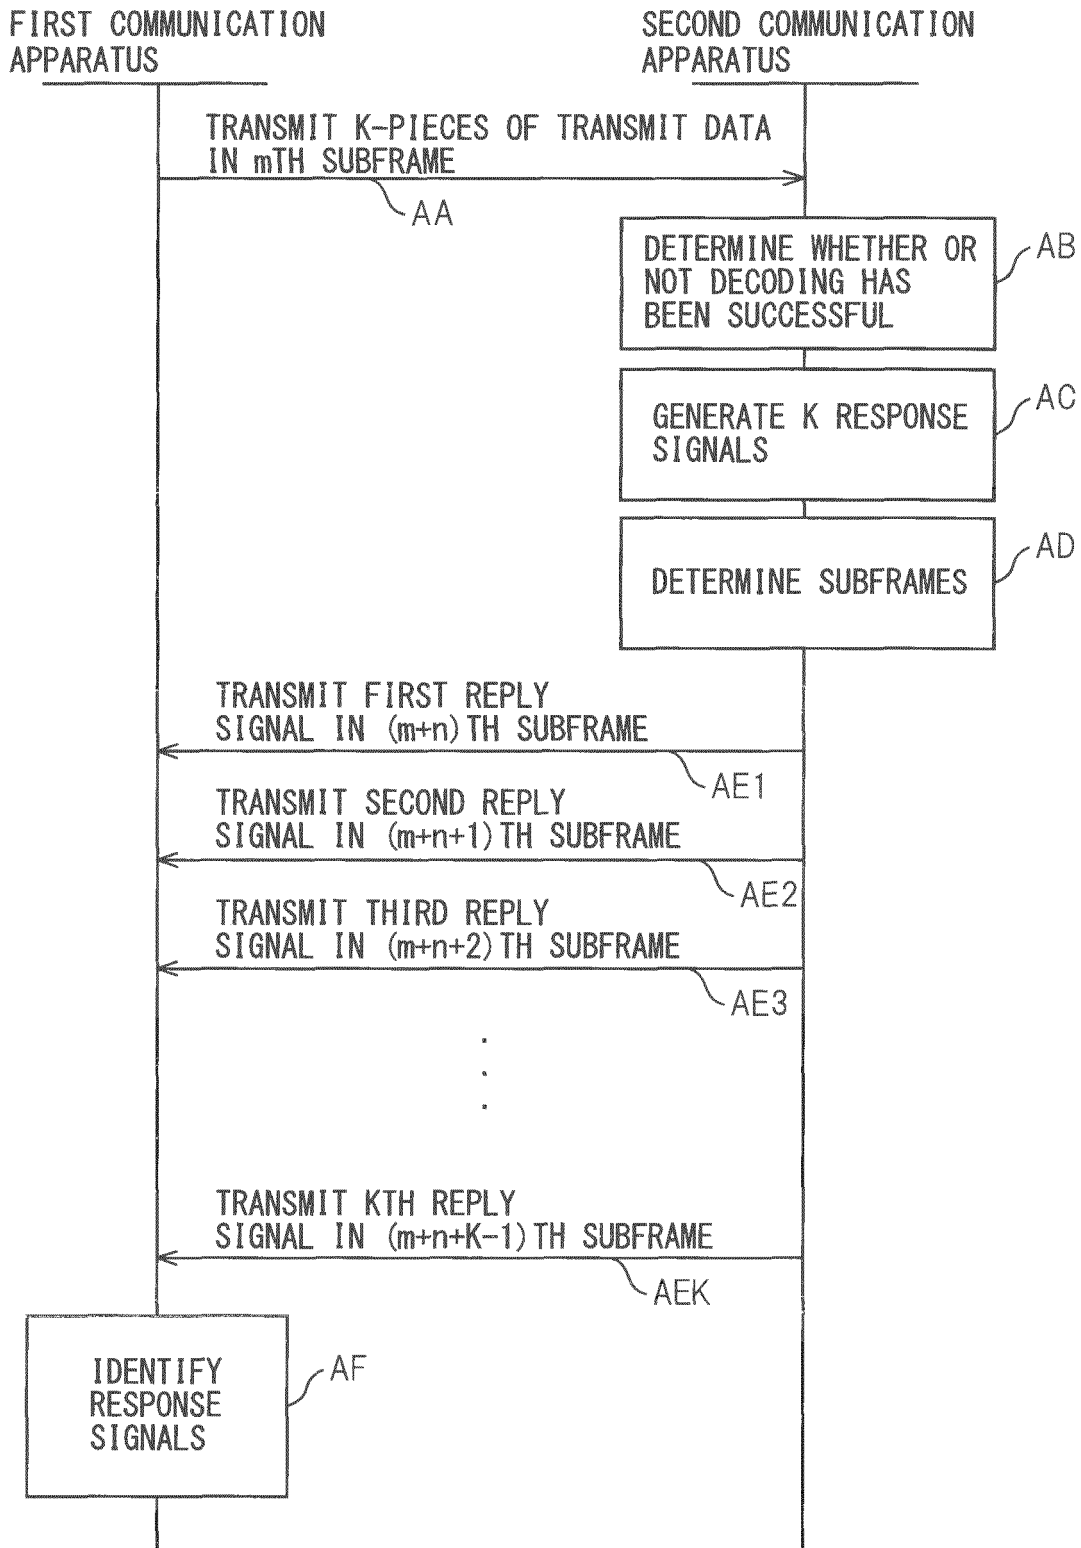 FIRST COMMUNICATION
APPARATUS
SECOND COMMUNICATION
APPARATUS
TRANSMIT K-PIECES OF TRANSMIT DATA
IN mTH SUBFRAME
AA
DETERMINE WHETHER OR
NOT DECODING HAS
BEEN SUCCESSFUL
AB
GENERATE K RESPONSE
SIGNALS
AC
DETERMINE SUBFRAMES
AD
TRANSMIT FIRST REPLY
SIGNAL IN (m+n)TH SUBFRAME
AE1
TRANSMIT SECOND REPLY
SIGNAL IN (m+n+1)TH SUBFRAME
AE2
TRANSMIT THIRD REPLY
SIGNAL IN (m+n+2)TH SUBFRAME
AE3
TRANSMIT KTH REPLY
SIGNAL IN (m+n+K-1)TH SUBFRAME
AEK
IDENTIFY
RESPONSE
SIGNALS
AF